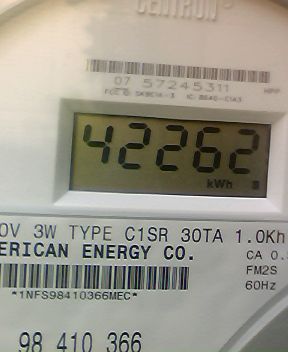 CENTRON
07 57245311
42262
kWh
0V 3W TYPE C1SR 30TA 1.0Kh
ERICAN ENERGY CO.
CA 0.
FM2S
60Hz
*1NFS98410366MEC*
98 410 366